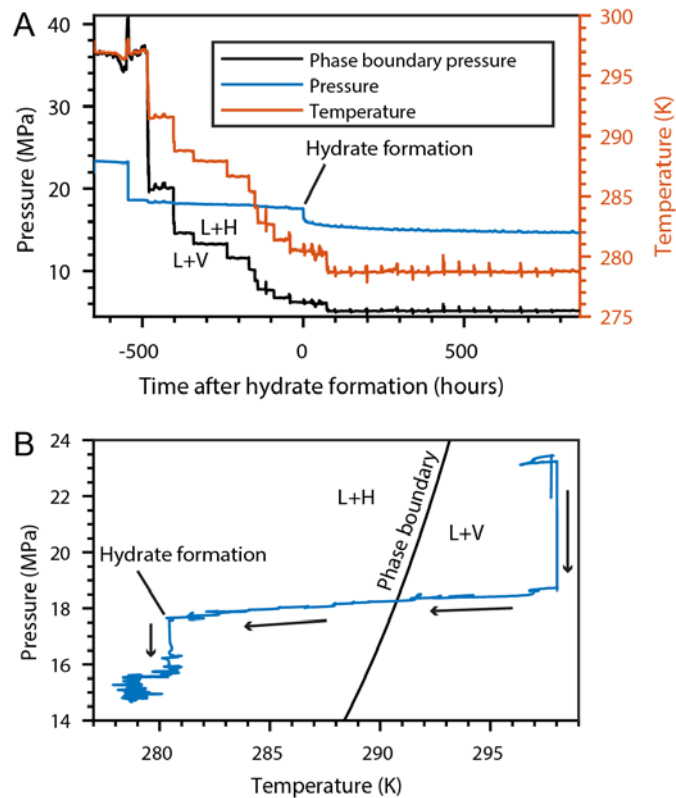 A
40
30
20
10
Pressure (MPa)
300
295
290
285
280
275
Temperature (K)
Phase boundary pressure
Pressure
Temperature
Hydrate formation
L+H
L+V
-500
0
500
Time after hydrate formation (hours)
B
24
22
20
18
16
14
Pressure (MPa)
L+H
Phase boundary
L+V
Hydrate formation
280
285
290
295
Temperature (K)